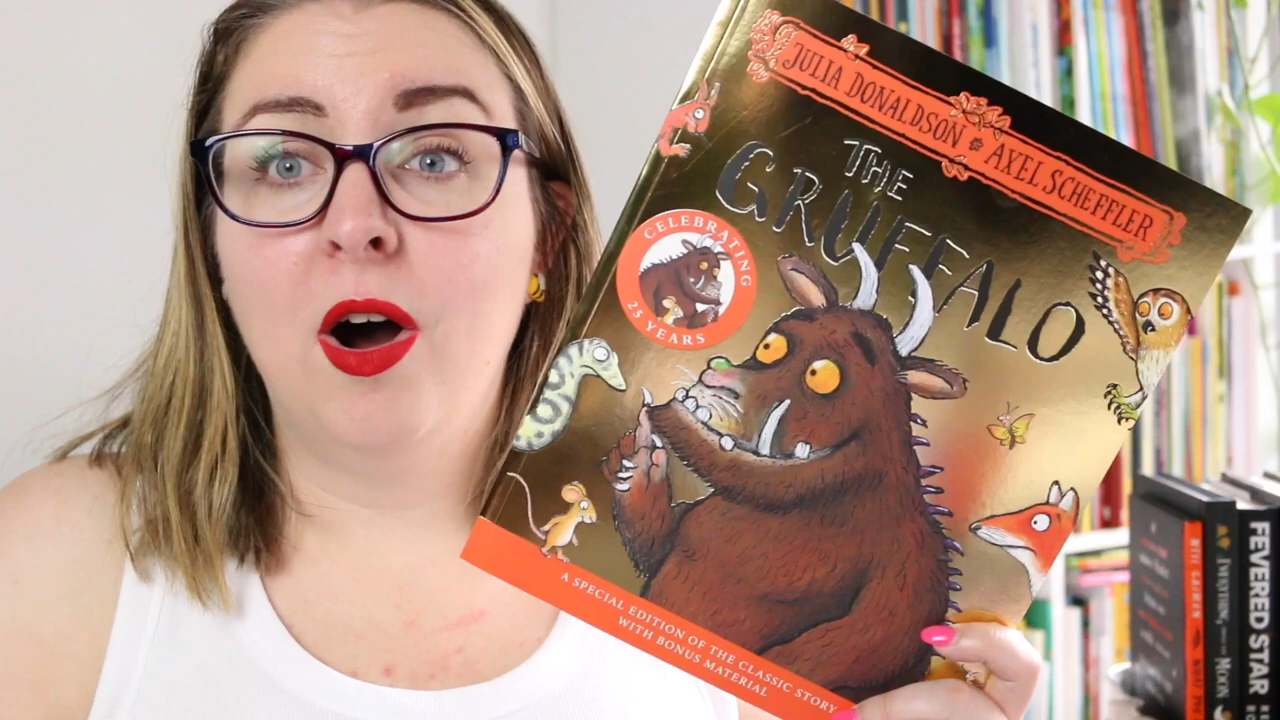 JULIA DONALDSON * AXEL SCHEFFLER
THE
GRUFFALO
CELEBRATING
25 YEARS
A SPECIAL EDITION OF THE CLASSIC STORY
WITH BONUS MATERIAL
MOON
FEVERED STAR